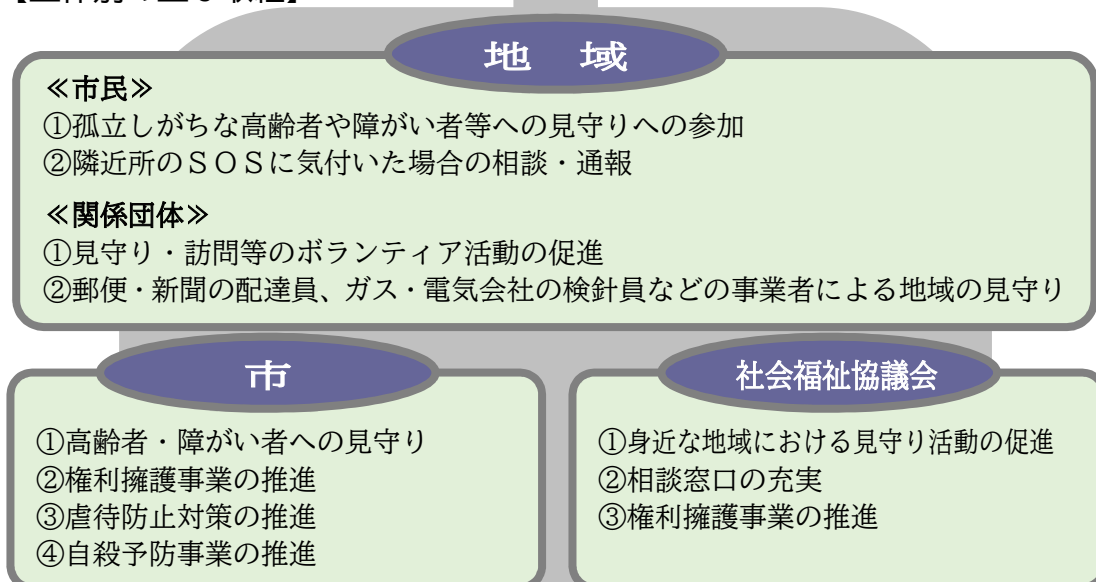 地　域
≪市民≫
①孤立しがちな高齢者や障がい者等への見守りへの参加
②隣近所のＳＯＳに気付いた場合の相談・通報
≪関係団体≫
①見守り・訪問等のボランティア活動の促進
②郵便・新聞の配達員、ガス・電気会社の検針員などの事業者による地域の見守り
市
①高齢者・障がい者への見守り
②権利擁護事業の推進
③虐待防止対策の推進
④自殺予防事業の推進
社会福祉協議会
①身近な地域における見守り活動の促進
②相談窓口の充実
③権利擁護事業の推進